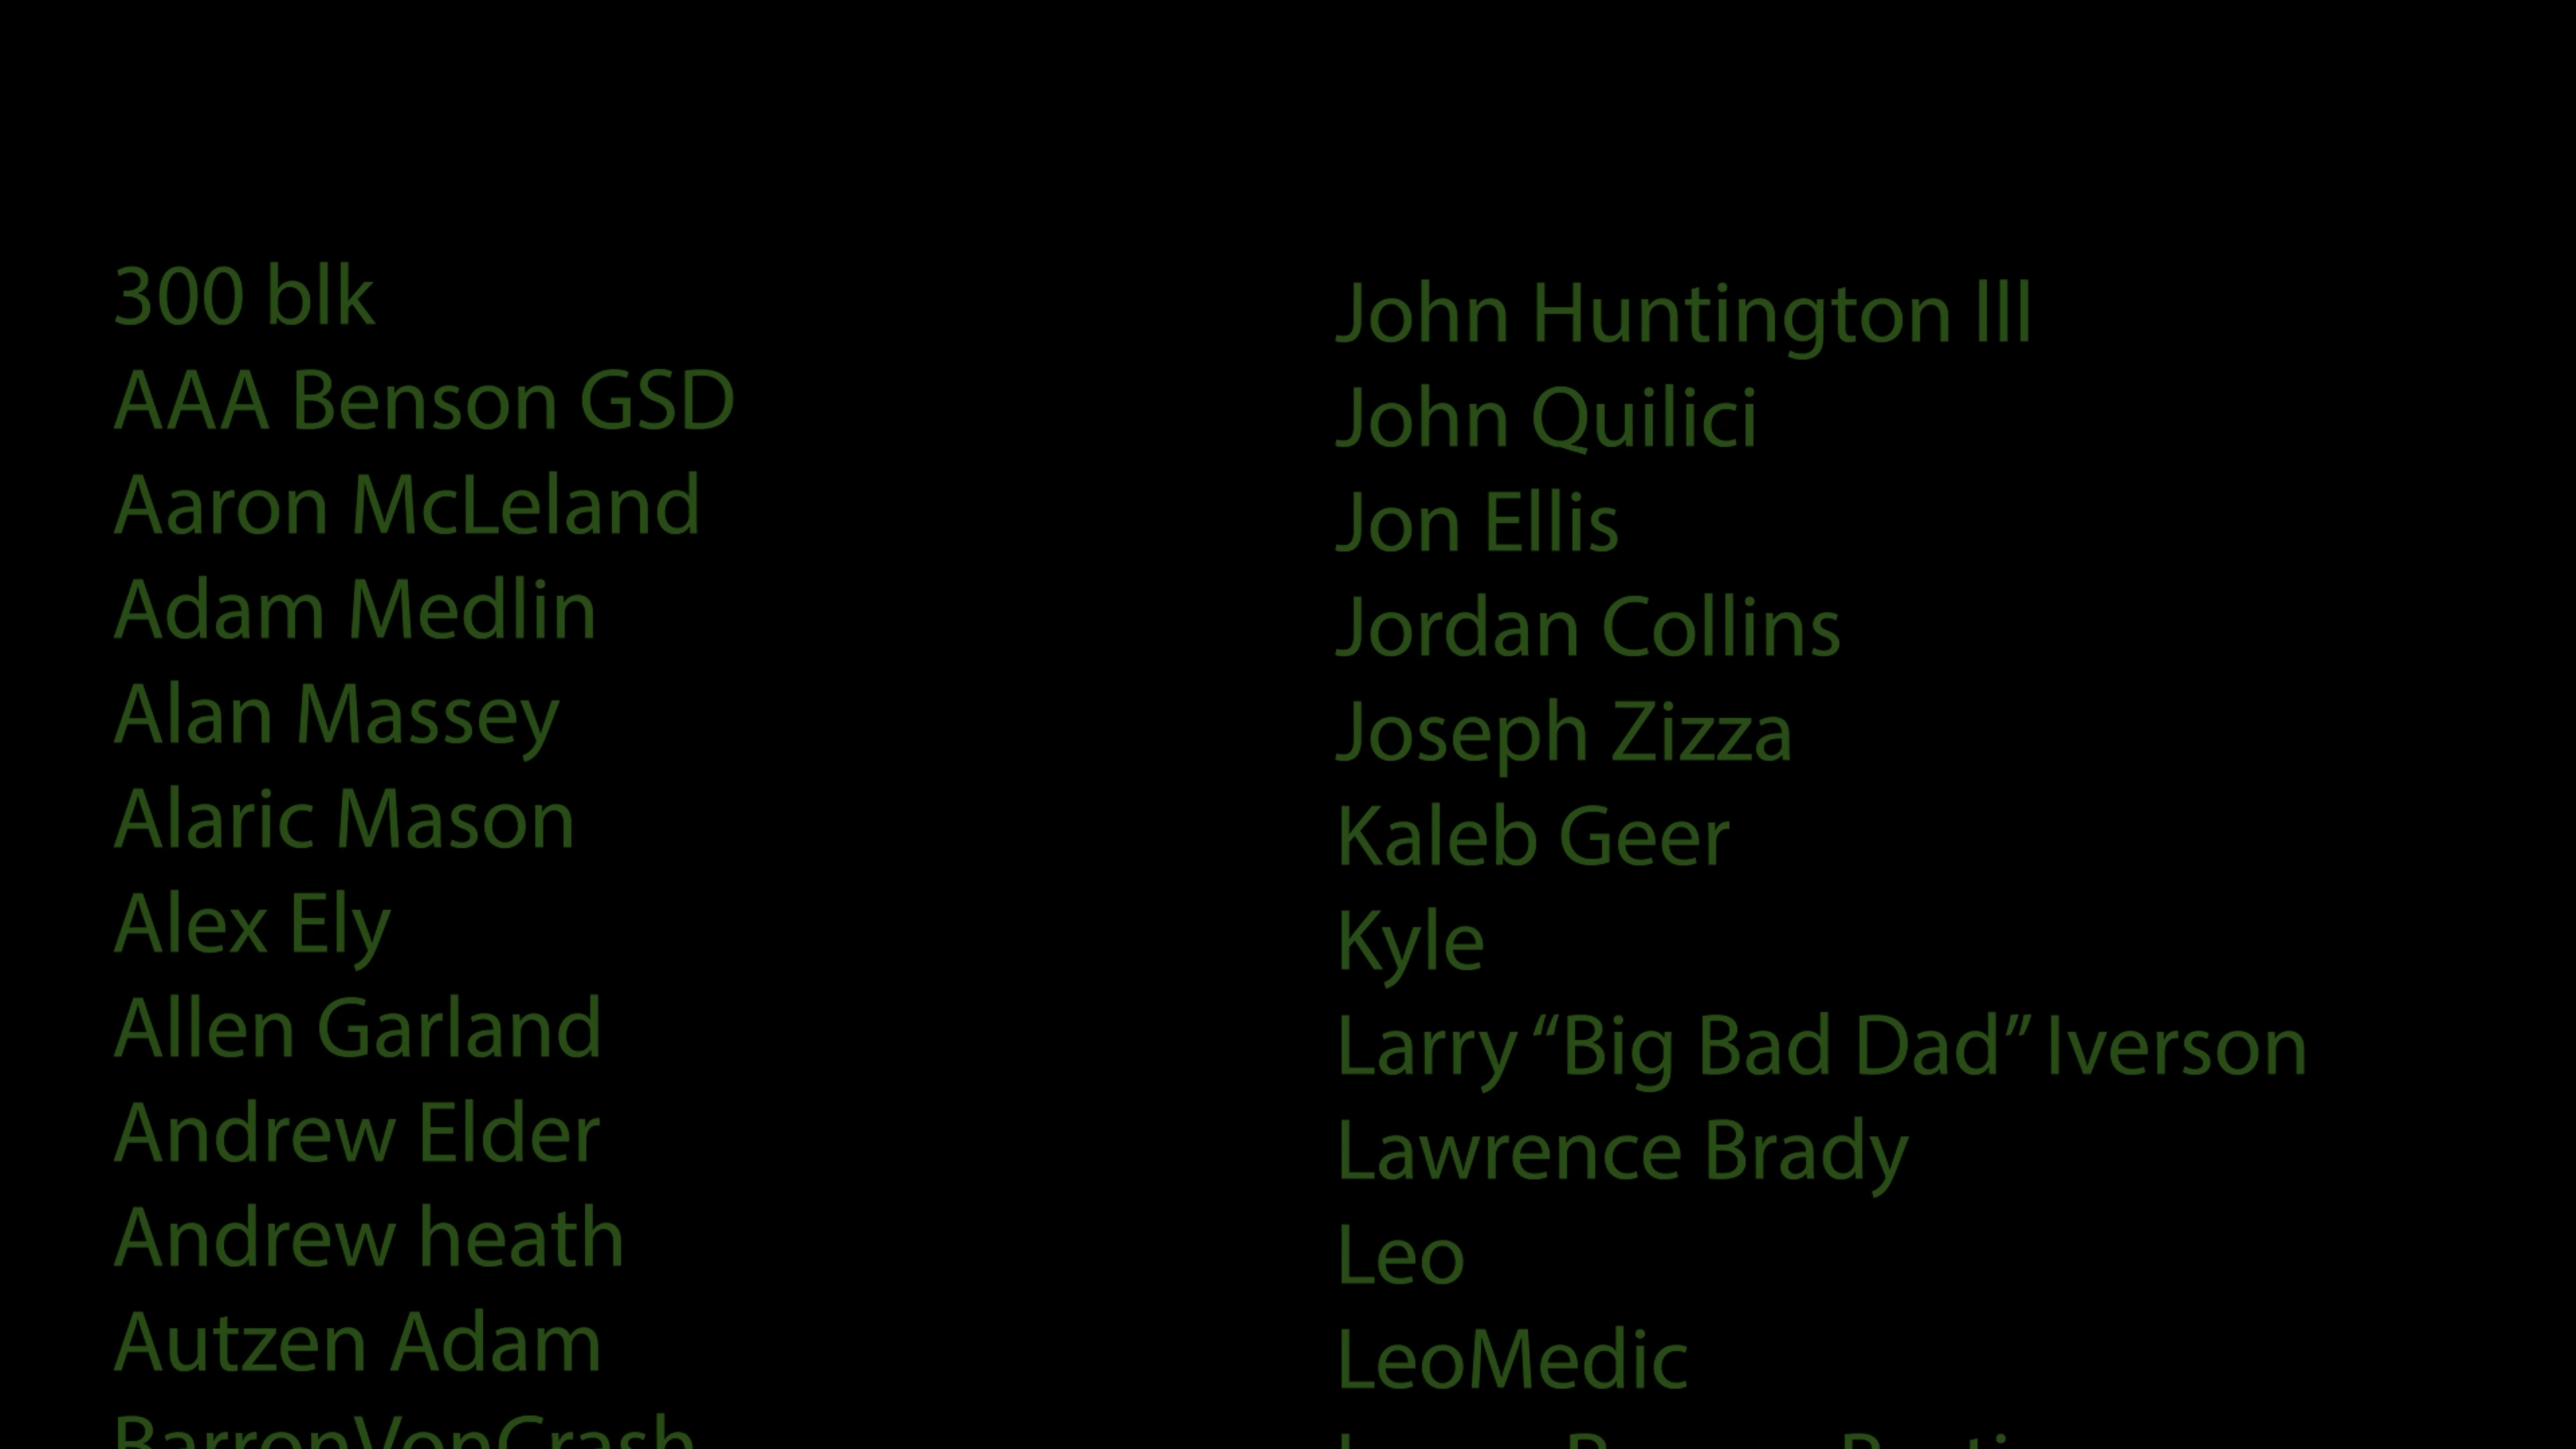 300 blk
AAA Benson GSD
Aaron McLeland
Adam Medlin
Alan Massey
Alaric Mason
Alex Ely
Allen Garland
Andrew Elder
Andrew heath
Autzen Adam
BarronVonCrash
John Huntington lll
John Quilici
Jon Ellis
Jordan Collins
Joseph Zizza
Kaleb Geer
Kyle
Larry “Big Bad Dad” Iverson
Lawrence Brady
Leo
LeoMedic